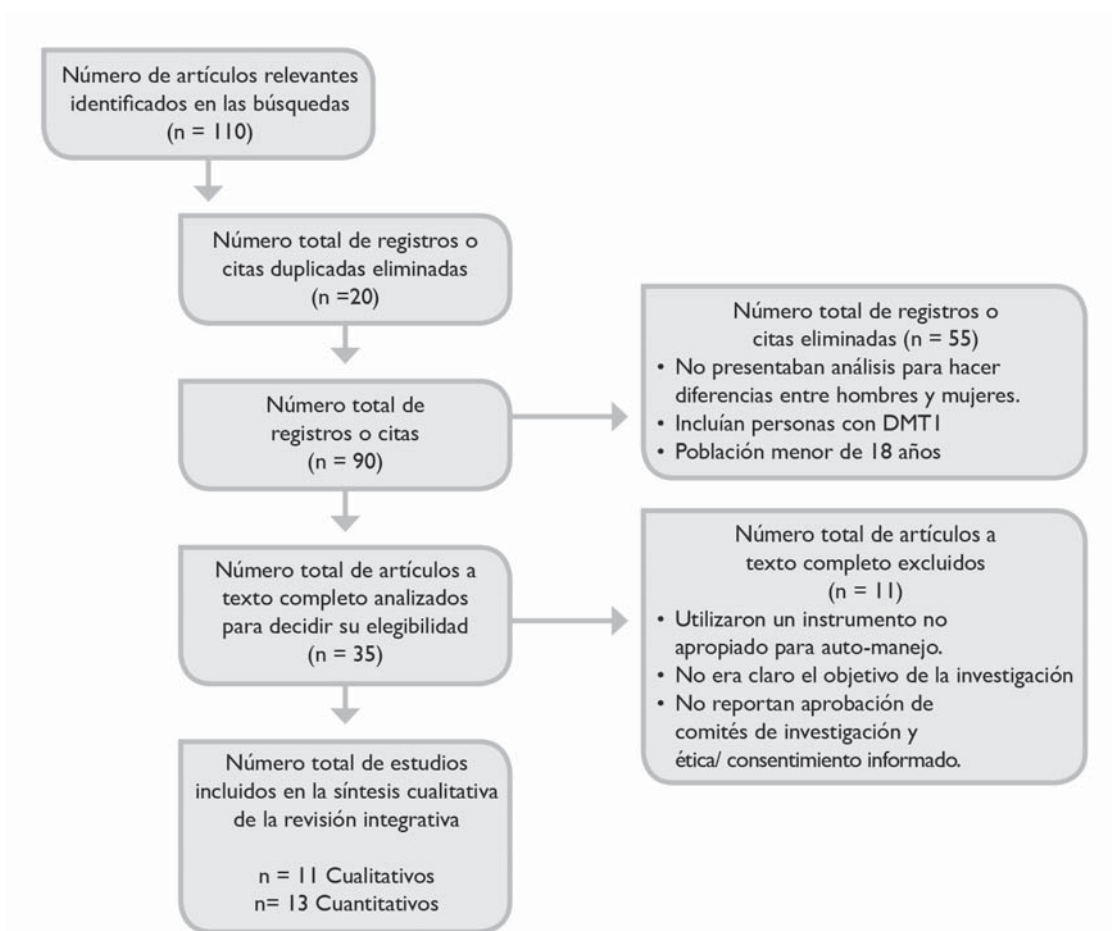 Número de artículos relevantes
identificados en las búsquedas
(n = 110)
Número total de registros o
citas duplicadas eliminadas
(n =20)
Número total de registros o
citas eliminadas (n = 55)
• No presentaban análisis para hacer
diferencias entre hombres y mujeres.
• Incluían personas con DMT1
• Población menor de 18 años
Número total de
registros o citas
(n = 90)
Número total de artículos a
texto completo analizados
para decidir su elegibilidad
(n = 35)
Número total de artículos a
texto completo excluidos
(n = 11)
• Utilizaron un instrumento no
apropiado para auto-manejo.
• No era claro el objetivo de la investigación
• No reportan aprobación de
comités de investigación y
ética/ consentimiento informado.
Número total de estudios
incluidos en la síntesis cualitativa
de la revisión integrativa
n = 11 Cualitativos
n= 13 Cuantitativos